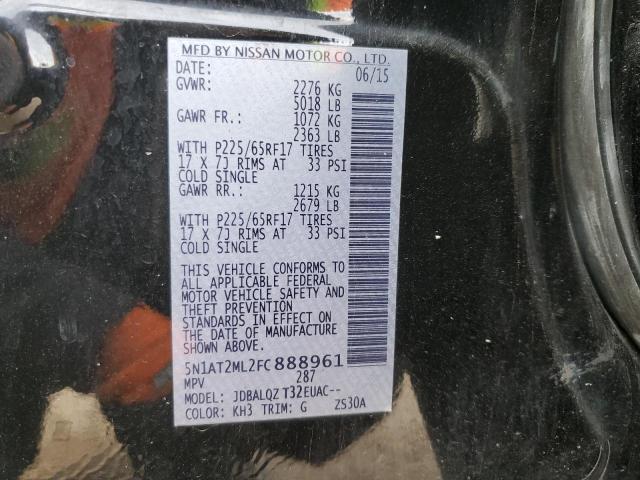 MFD BY NISSAN MOTOR CO., LTD.
DATE: 06/15
GVWR: 2276 KG
5018 LB
GAWR FR.: 1072 KG
2363 LB
WITH P225/65RF17 TIRES
17 X 7J RIMS AT 33 PSI
COLD SINGLE
GAWR RR.: 1215 KG
2679 LB
WITH P225/65RF17 TIRES
17 X 7J RIMS AT 33 PSI
COLD SINGLE
THIS VEHICLE CONFORMS TO
ALL APPLICABLE FEDERAL
MOTOR VEHICLE SAFETY AND
THEFT PREVENTION
STANDARDS IN EFFECT ON
THE DATE OF MANUFACTURE
SHOWN ABOVE.
5N1AT2ML2FC888961
MPV 287
MODEL: JDBALQZ T32EUAC--
COLOR: KH3 TRIM: G ZS30A